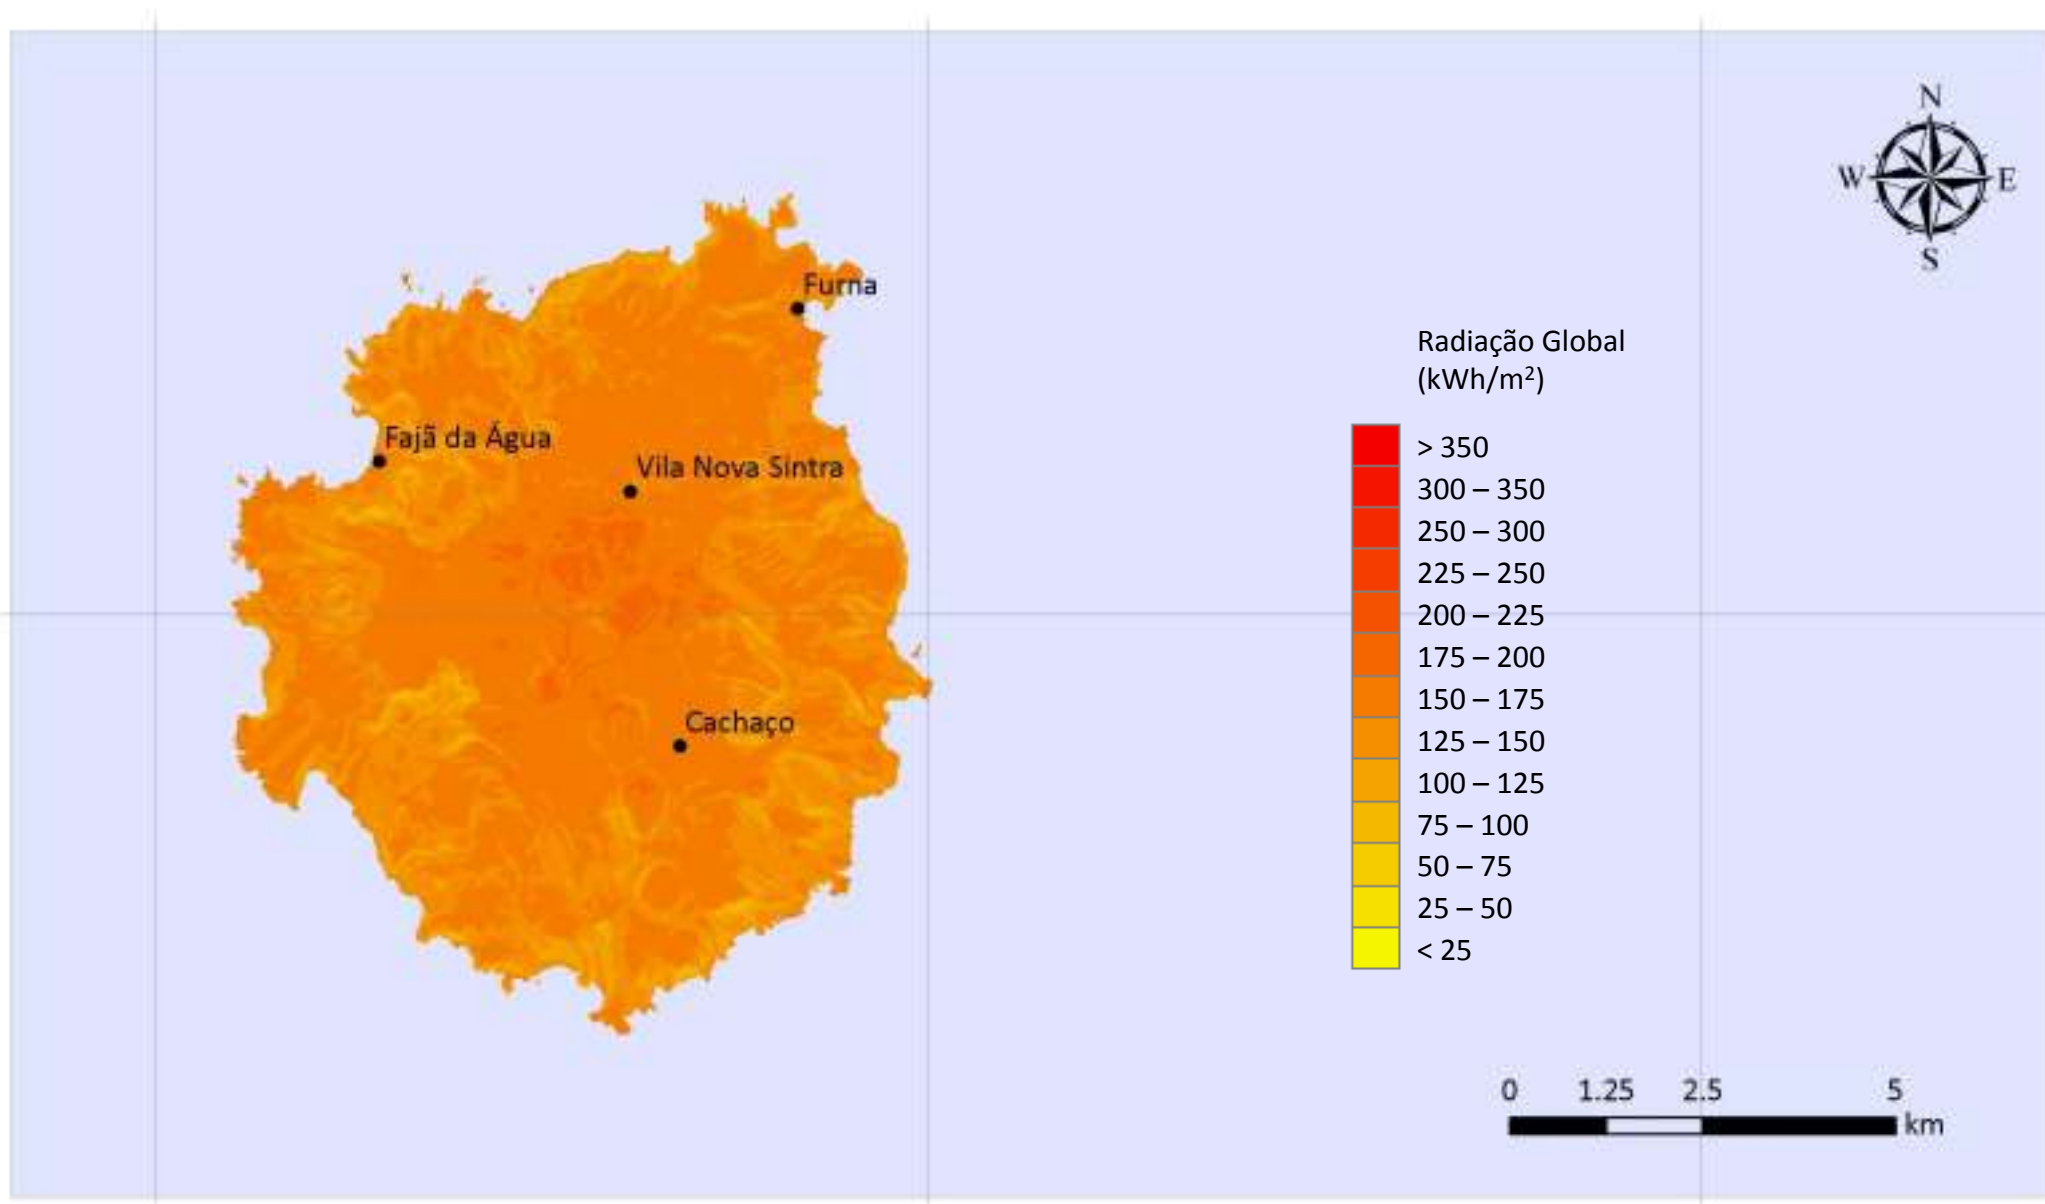 N
W
E
S
Furna
Fajã da Água
Vila Nova Sintra
Cachaço
Radiação Global
(kWh/m²)
> 350
300 – 350
250 – 300
225 – 250
200 – 225
175 – 200
150 – 175
125 – 150
100 – 125
75 – 100
50 – 75
25 – 50
< 25
0 1.25 2.5 5
km